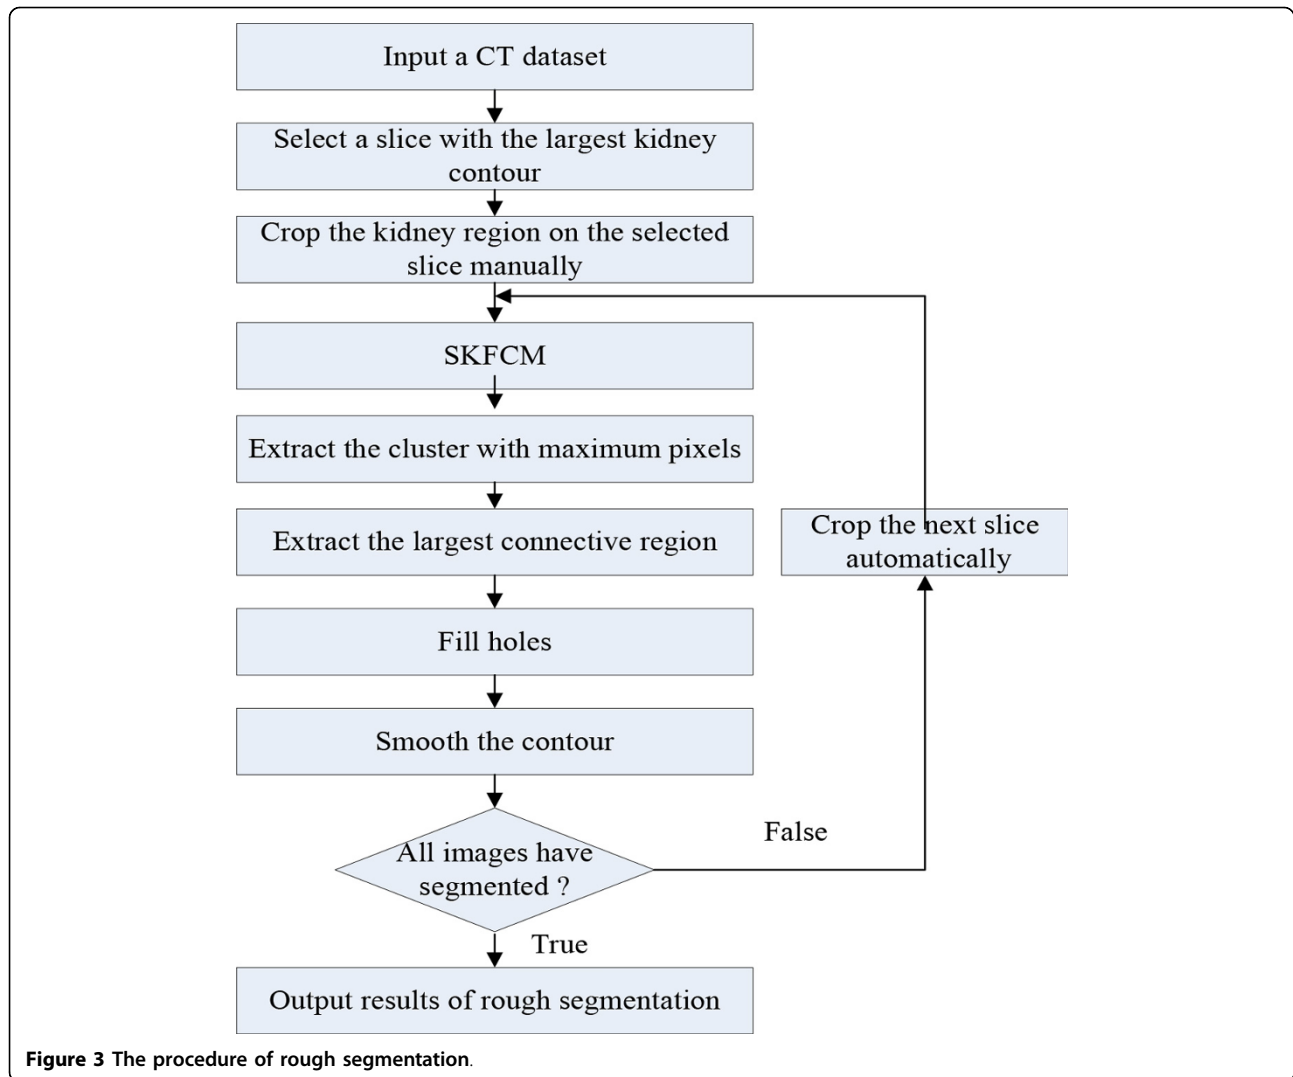 Input a CT dataset
Select a slice with the largest kidney
contour
Crop the kidney region on the selected
slice manually
SKFCM
Extract the cluster with maximum pixels
Extract the largest connective region
Crop the next slice
automatically
Fill holes
Smooth the contour
False
All images have
segmented ?
True
Output results of rough segmentation
Figure 3 The procedure of rough segmentation.